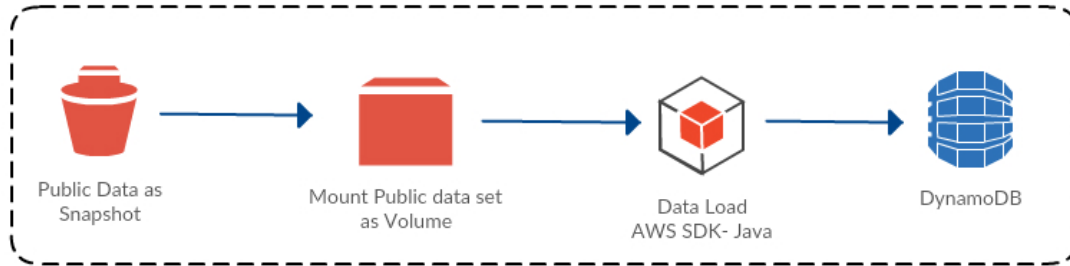 Public Data as
Snapshot
Mount Public data set
as Volume
Data Load
AWS SDK- Java
DynamoDB